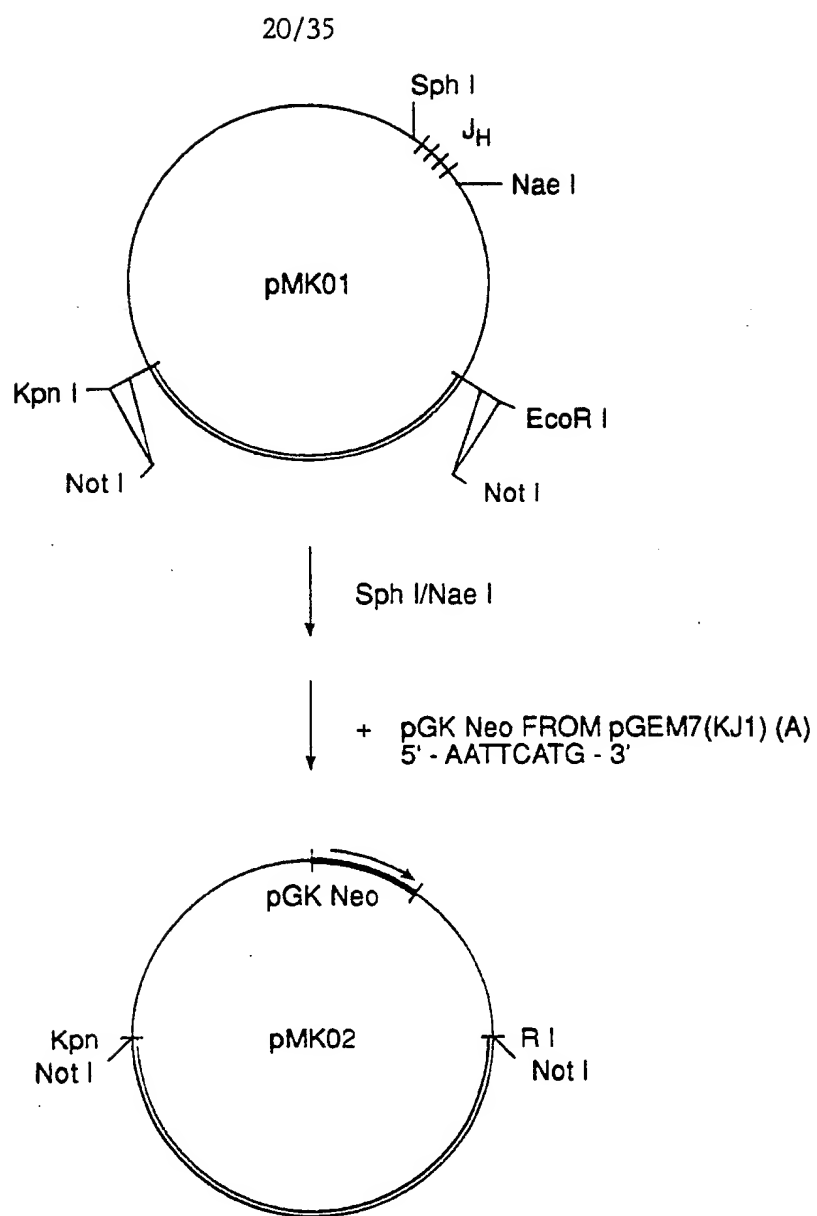 20/35
Sph I
JH
Nae I
pMK01
Kpn I
EcoR I
Not I
Not I
Sph I/Nae I
+ pGK Neo FROM pGEM7(KJ1) (A)
5' - AATTCATG - 3'
pGK Neo
Kpn
pMK02
R I
Not I
Not I